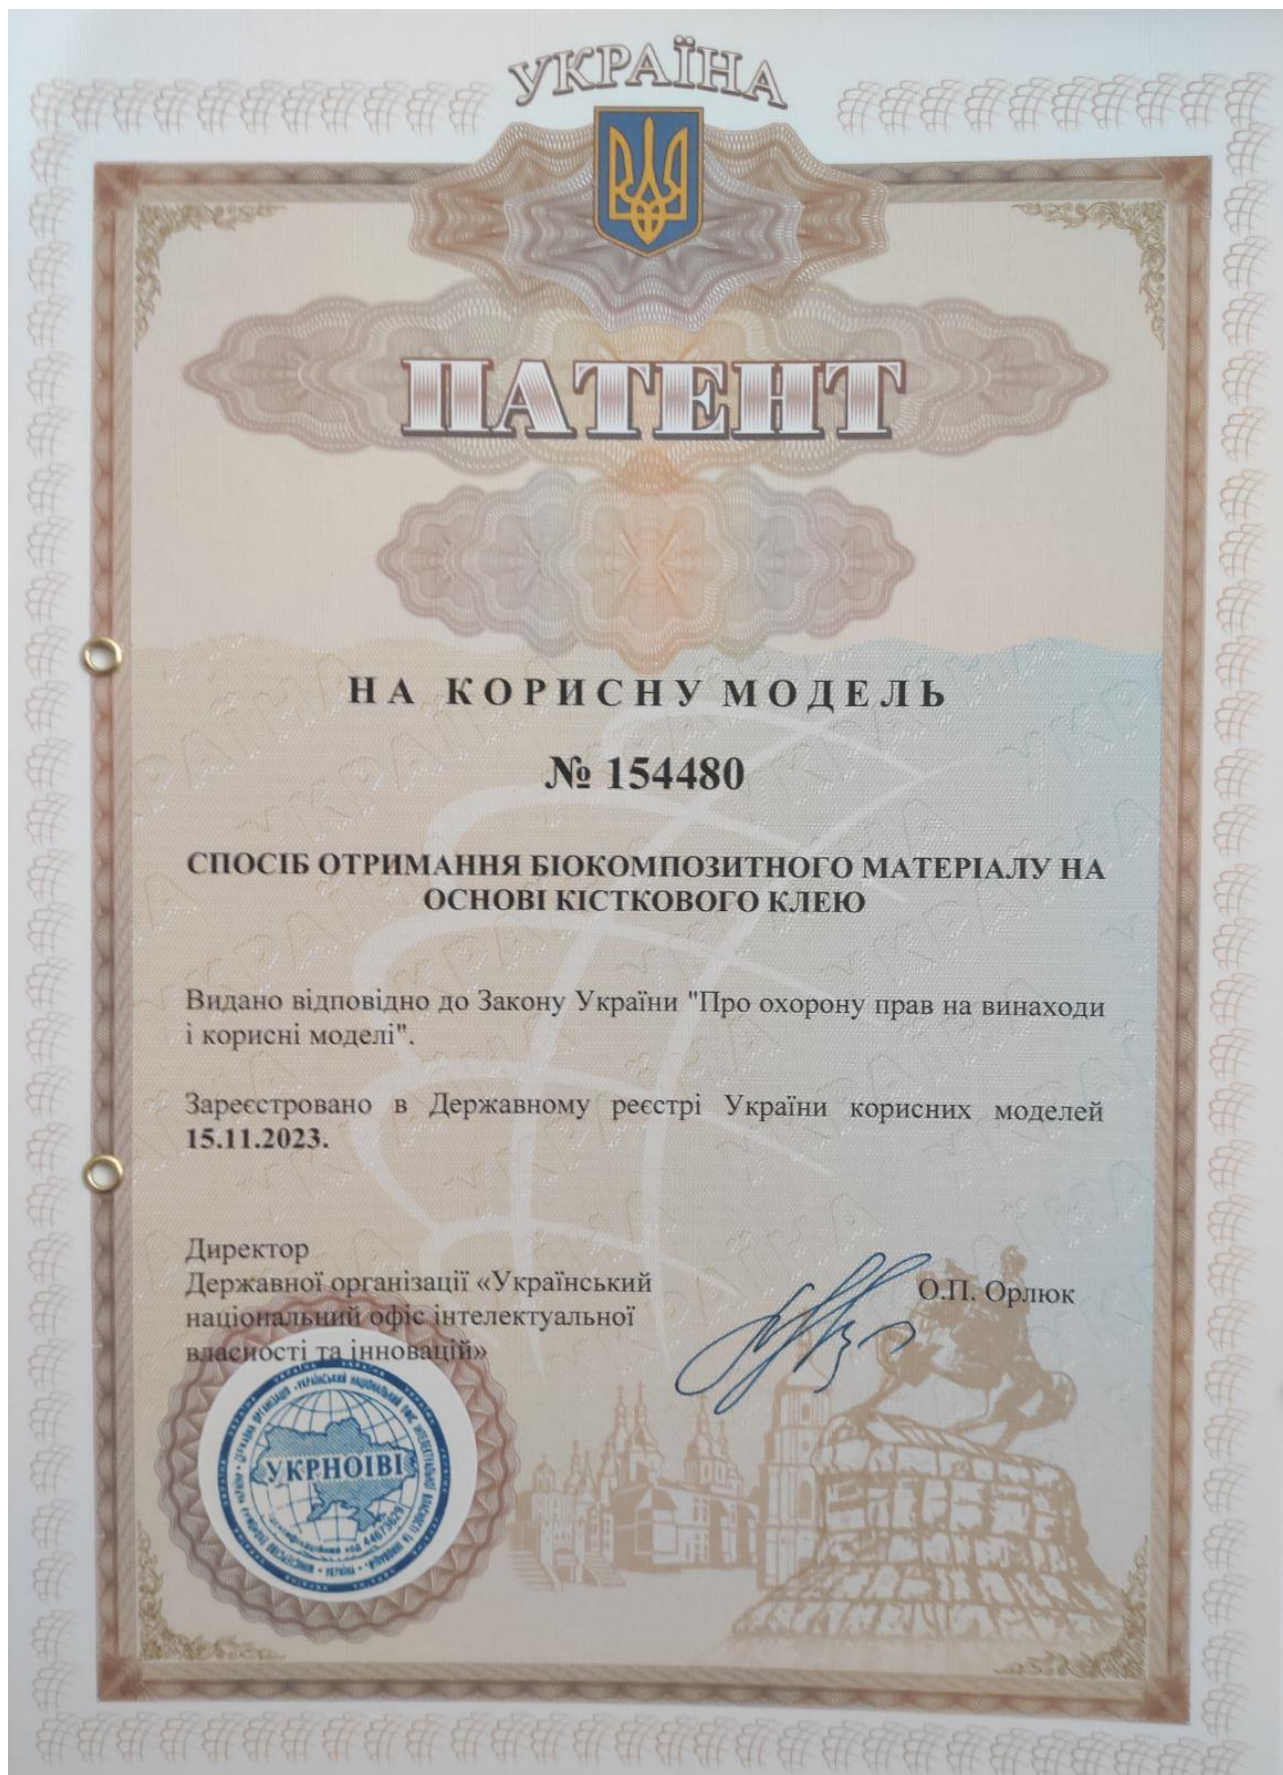 УКРАЇНА
ПАТЕНТ
НА КОРИСНУ МОДЕЛЬ
№ 154480
СПОСІБ ОТРИМАННЯ БІОКОМПОЗИТНОГО МАТЕРІАЛУ НА
ОСНОВІ КІСТКОВОГО КЛЕЮ
Видано відповідно до Закону України "Про охорону прав на винаходи
і корисні моделі".
Зареєстровано в Державному реєстрі України корисних моделей
15.11.2023.
Директор
Державної організації «Український
національний офіс інтелектуальної
власності та інновацій»
О.П. Орлюк
УКРНОІВІ